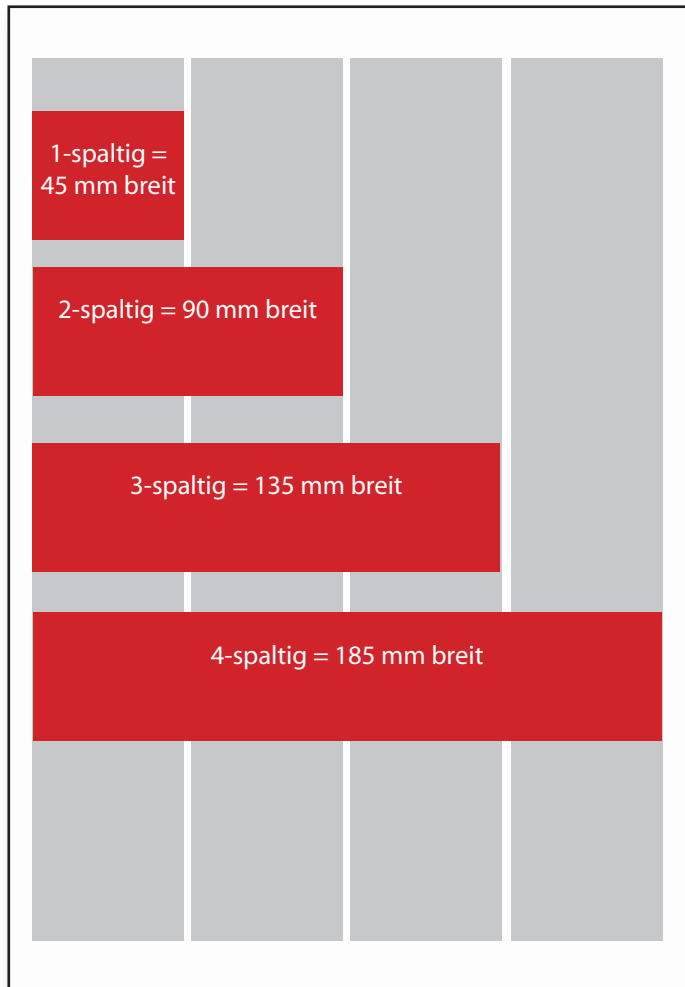 1-spaltig =
45 mm breit
2-spaltig = 90 mm breit
3-spaltig = 135 mm breit
4-spaltig = 185 mm breit